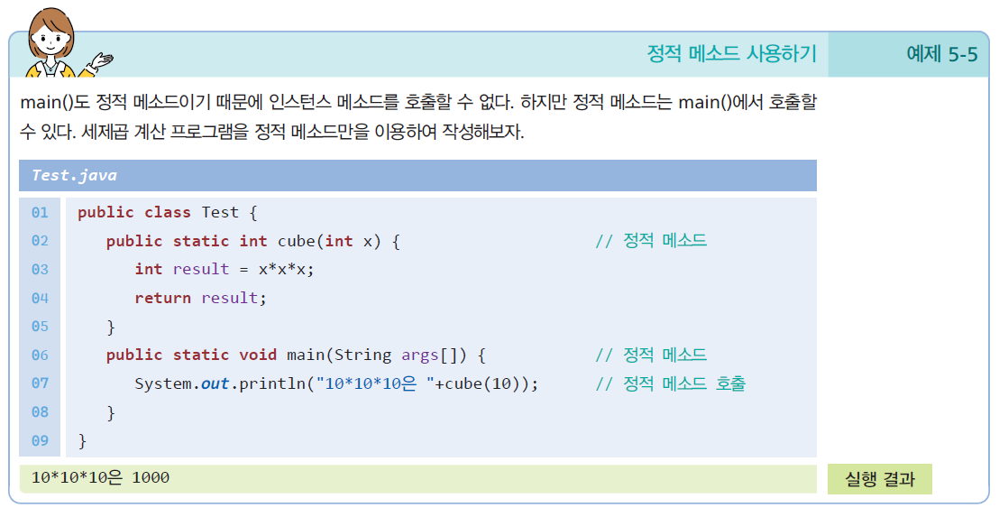 정적 메소드 사용하기 예제 5-5
main()도 정적 메소드이기 때문에 인스턴스 메소드를 호출할 수 없다. 하지만 정적 메소드는 main()에서 호출할
수 있다. 세제곱 계산 프로그램을 정적 메소드만을 이용하여 작성해보자.
Test.java
01 public class Test {
02 public static int cube(int x) { // 정적 메소드
03 int result = x*x*x;
04 return result;
05 }
06 public static void main(String args[]) { // 정적 메소드
07 System.out.println("10*10*10은 "+cube(10)); // 정적 메소드 호출
08 }
09 }
10*10*10은 1000 실행 결과